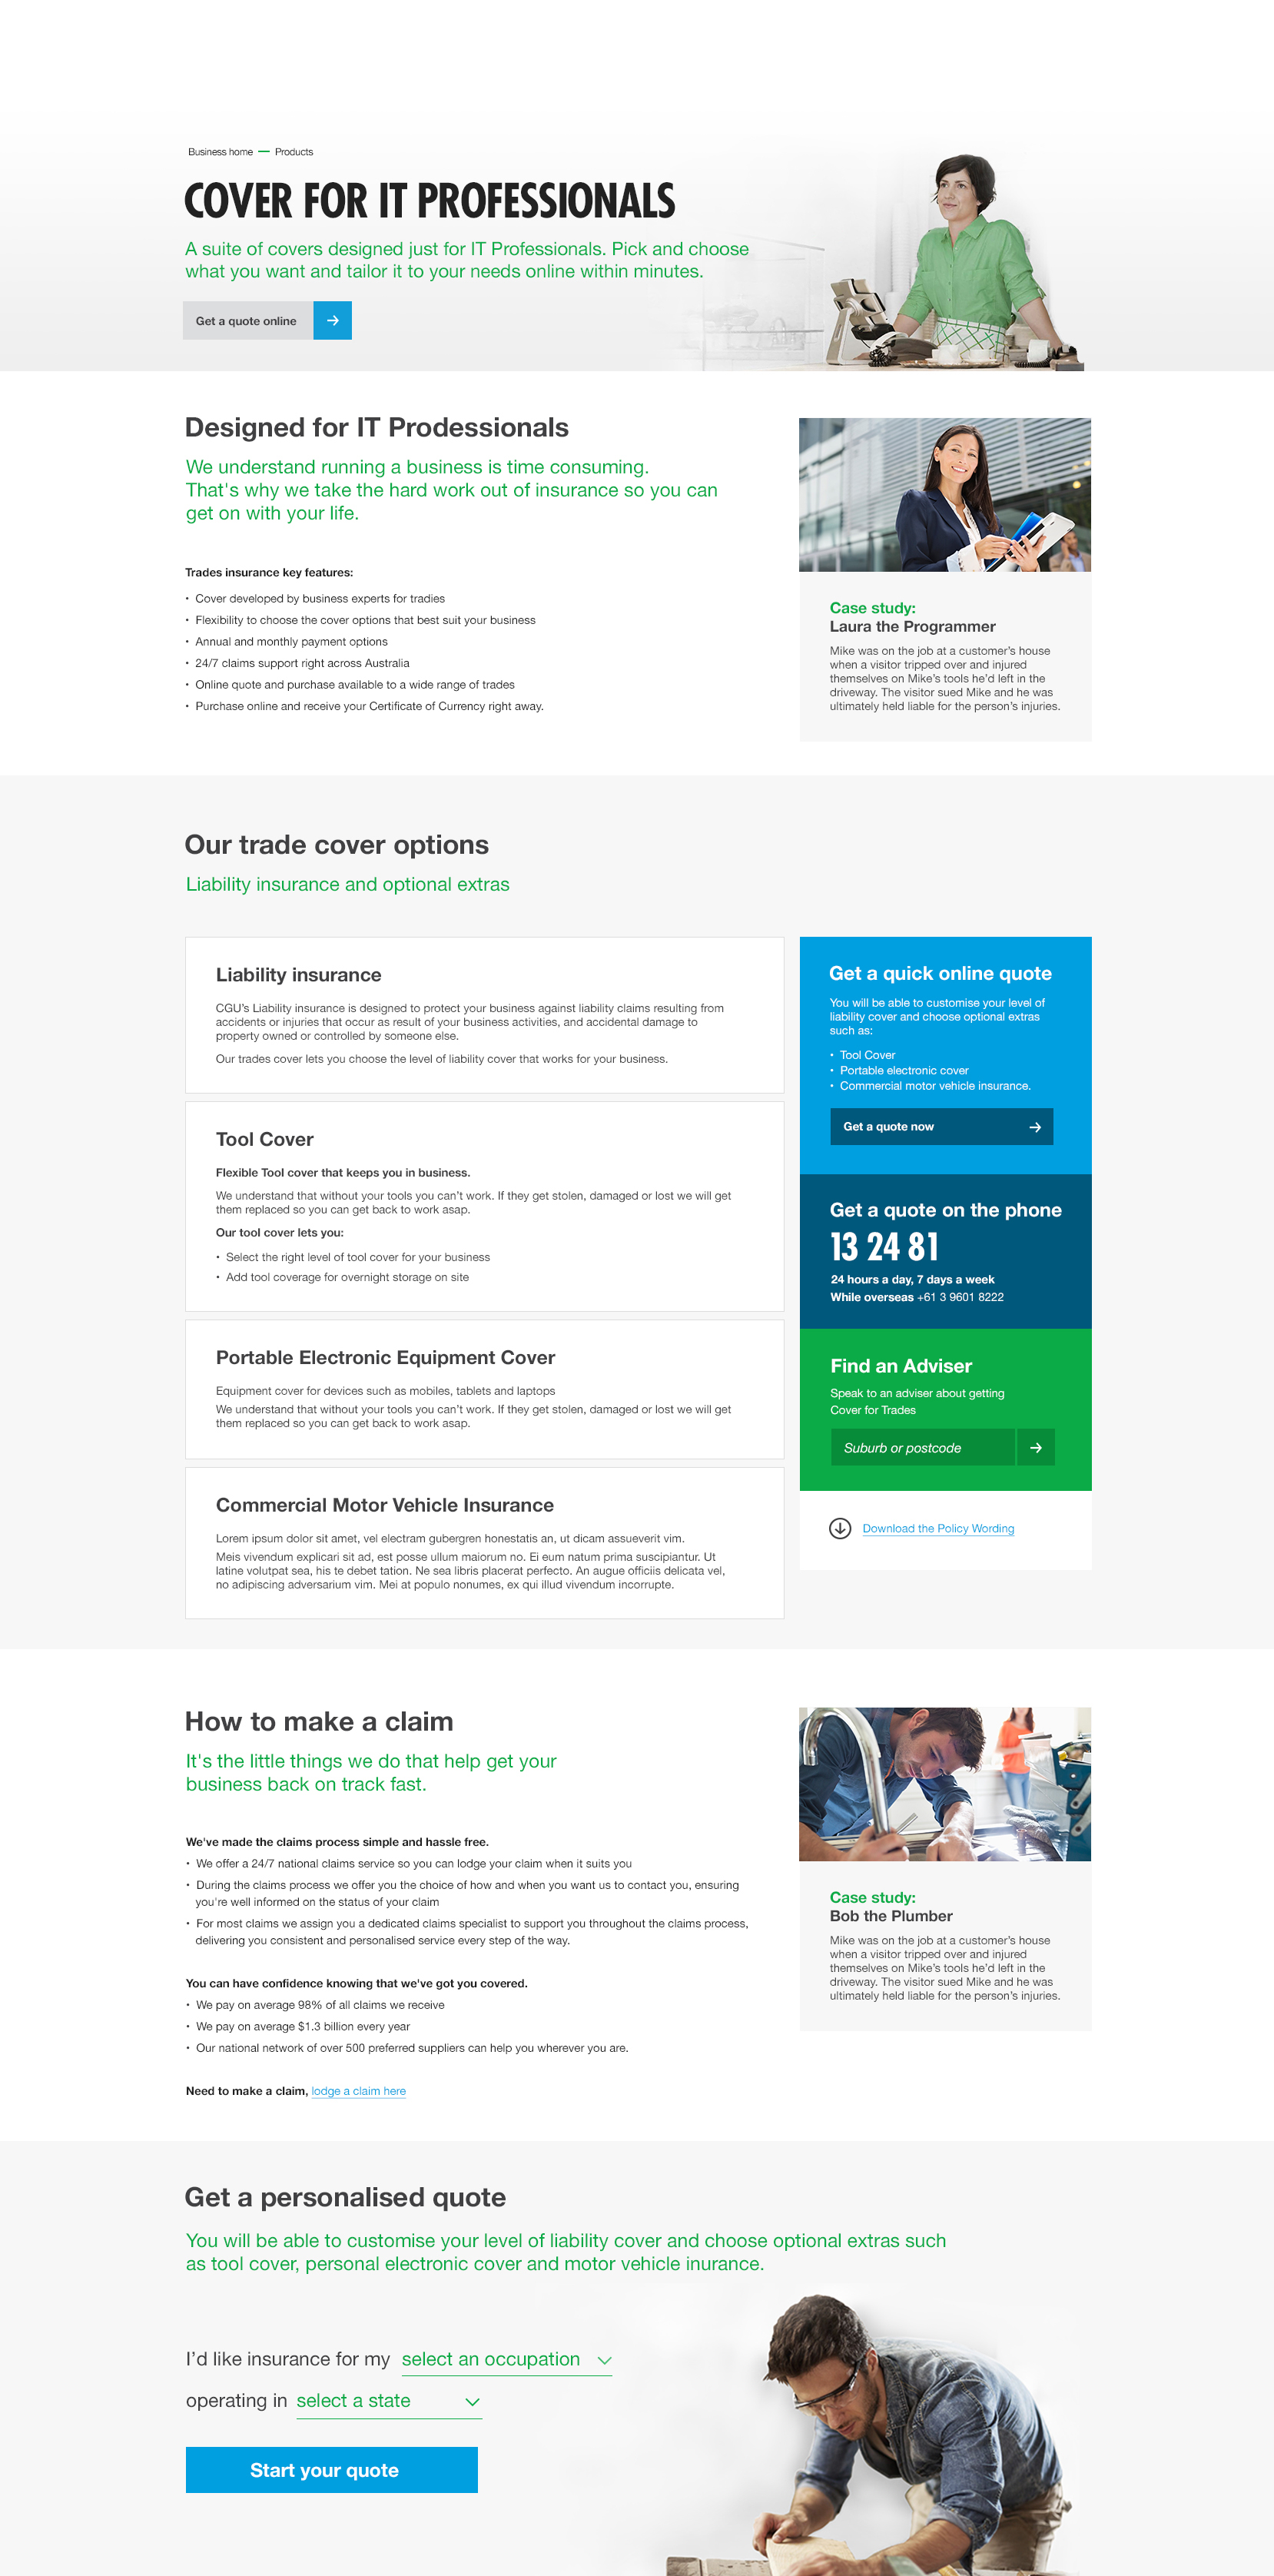 Business home — Products
COVER FOR IT PROFESSIONALS
A suite of covers designed just for IT Professionals. Pick and choose
what you want and tailor it to your needs online within minutes.
Get a quote online
Designed for IT Prodessionals
We understand running a business is time consuming.
That's why we take the hard work out of insurance so you can
get on with your life.
Trades insurance key features:
• Cover developed by business experts for tradies
• Flexibility to choose the cover options that best suit your business
• Annual and monthly payment options
• 24/7 claims support right across Australia
• Online quote and purchase available to a wide range of trades
• Purchase online and receive your Certificate of Currency right away.
Case study:
Laura the Programmer
Mike was on the job at a customer’s house
when a visitor tripped over and injured
themselves on Mike’s tools he’d left in the
driveway. The visitor sued Mike and he was
ultimately held liable for the person’s injuries.
Our trade cover options
Liability insurance and optional extras
Liability insurance
CGU’s Liability insurance is designed to protect your business against liability claims resulting from
accidents or injuries that occur as result of your business activities, and accidental damage to
property owned or controlled by someone else.
Our trades cover lets you choose the level of liability cover that works for your business.
Tool Cover
Flexible Tool cover that keeps you in business.
We understand that without your tools you can’t work. If they get stolen, damaged or lost we will get
them replaced so you can get back to work asap.
Our tool cover lets you:
• Select the right level of tool cover for your business
• Add tool coverage for overnight storage on site
Portable Electronic Equipment Cover
Equipment cover for devices such as mobiles, tablets and laptops
We understand that without your tools you can’t work. If they get stolen, damaged or lost we will get
them replaced so you can get back to work asap.
Commercial Motor Vehicle Insurance
Lorem ipsum dolor sit amet, vel electram gubergren honestatis an, ut dicam assueverit vim.
Meis vivendum explicari sit ad, est posse ullum maiorum no. Ei eum natum prima suscipiantur. Ut
latine volutpat sea, his te debet tation. Ne sea libris placerat perfecto. An augue officiis delicata vel,
no adipiscing adversarium vim. Mei at populo nonumes, ex qui illud vivendum incorrupte.
Get a quick online quote
You will be able to customise your level of
liability cover and choose optional extras
such as:
• Tool Cover
• Portable electronic cover
• Commercial motor vehicle insurance.
Get a quote now
Get a quote on the phone
13 24 81
24 hours a day, 7 days a week
While overseas +61 3 9601 8222
Find an Adviser
Speak to an adviser about getting
Cover for Trades
Suburb or postcode
Download the Policy Wording
How to make a claim
It's the little things we do that help get your
business back on track fast.
We've made the claims process simple and hassle free.
• We offer a 24/7 national claims service so you can lodge your claim when it suits you
• During the claims process we offer you the choice of how and when you want us to contact you, ensuring
you're well informed on the status of your claim
• For most claims we assign you a dedicated claims specialist to support you throughout the claims process,
delivering you consistent and personalised service every step of the way.
You can have confidence knowing that we've got you covered.
• We pay on average 98% of all claims we receive
• We pay on average $1.3 billion every year
• Our national network of over 500 preferred suppliers can help you wherever you are.
Need to make a claim, lodge a claim here
Case study:
Bob the Plumber
Mike was on the job at a customer’s house
when a visitor tripped over and injured
themselves on Mike’s tools he’d left in the
driveway. The visitor sued Mike and he was
ultimately held liable for the person’s injuries.
Get a personalised quote
You will be able to customise your level of liability cover and choose optional extras such
as tool cover, personal electronic cover and motor vehicle inurance.
I’d like insurance for my select an occupation
operating in select a state
Start your quote